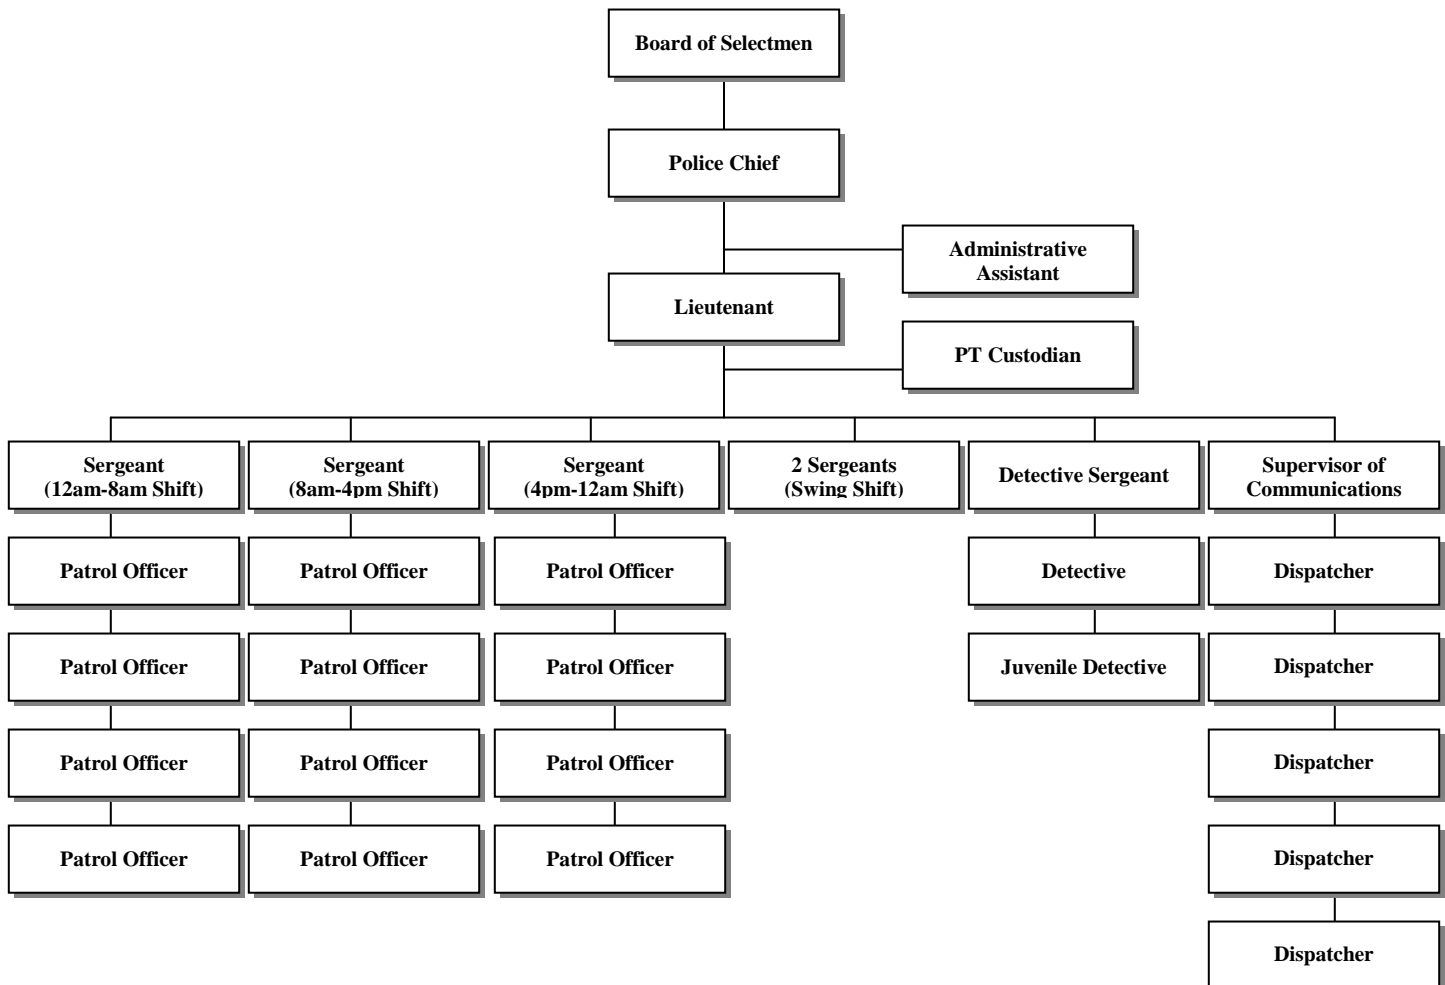 Board of Selectmen
Police Chief
Administrative
Assistant
Lieutenant
PT Custodian
Sergeant
(12am-8am Shift)
Sergeant
(8am-4pm Shift)
Sergeant
(4pm-12am Shift)
2 Sergeants
(Swing Shift)
Detective Sergeant
Supervisor of
Communications
Patrol Officer
Patrol Officer
Patrol Officer
Detective
Dispatcher
Patrol Officer
Patrol Officer
Patrol Officer
Juvenile Detective
Dispatcher
Patrol Officer
Patrol Officer
Patrol Officer
Dispatcher
Patrol Officer
Patrol Officer
Patrol Officer
Dispatcher
Dispatcher